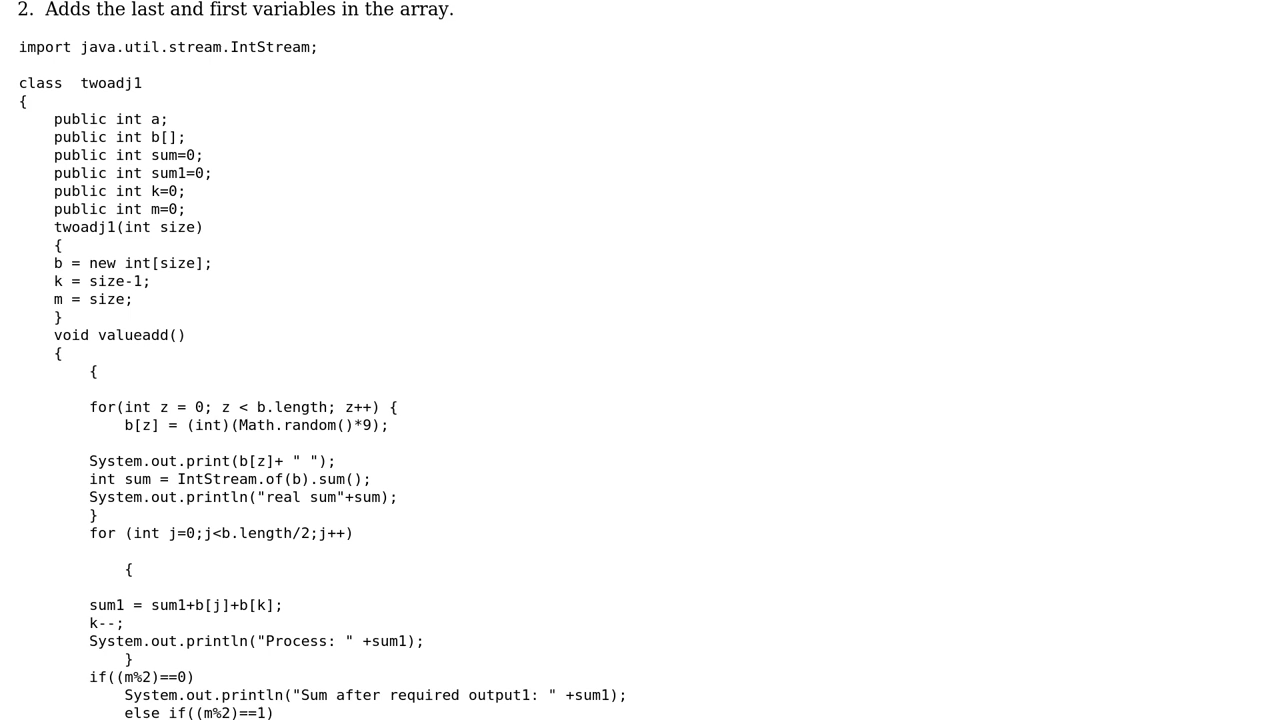 2. Adds the last and first variables in the array.
import java.util.stream.IntStream;
class  twoadj1
{
    public int a;
    public int b[];
    public int sum=0;
    public int sum1=0;
    public int k=0;
    public int m=0;
    twoadj1(int size)
    {
    b = new int[size];
    k = size-1;
    m = size;
    }
    void valueadd()
    {
        {
        for(int z = 0; z < b.length; z++) {
            b[z] = (int)(Math.random()*9);
        System.out.print(b[z]+ " ");
        int sum = IntStream.of(b).sum();
        System.out.println("real sum"+sum);
        }
        for (int j=0;j<b.length/2;j++)
            {
        sum1 = sum1+b[j]+b[k];
        k--;
        System.out.println("Process: " +sum1);
            }
        if((m%2)==0)
            System.out.println("Sum after required output1: " +sum1);
            else if((m%2)==1)